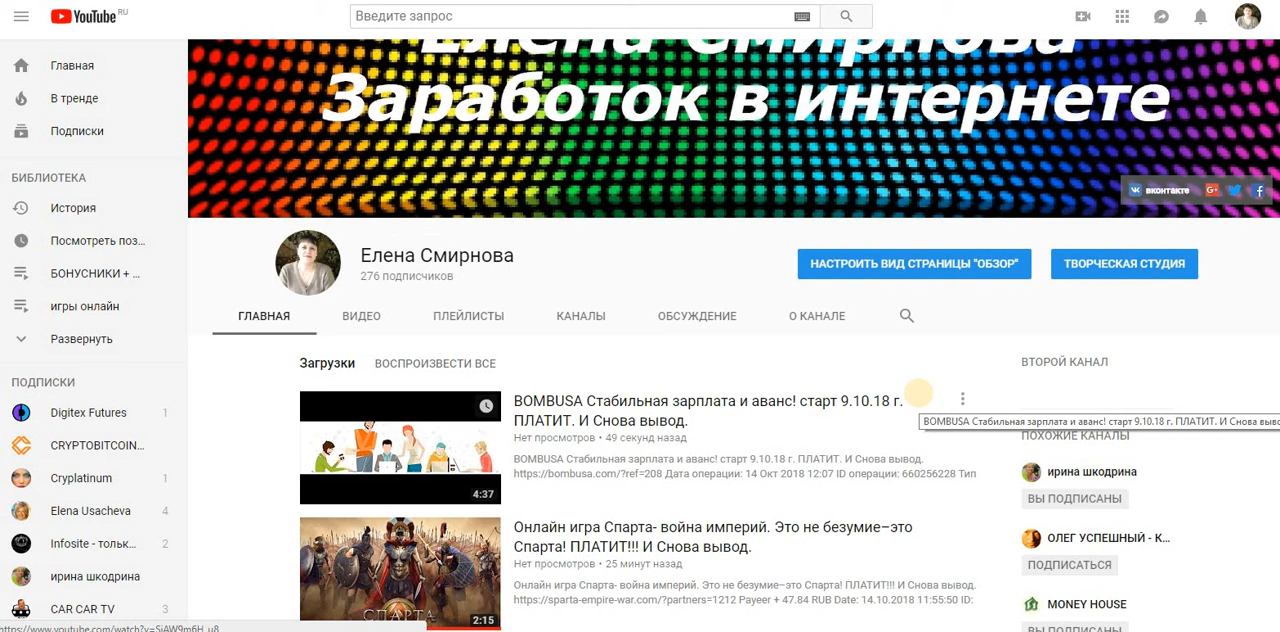 YouTube RU
Введите запрос
Елена Смирнова
Заработок в интернете
вконтакте
Главная
В тренде
Подписки
БИБЛИОТЕКА
История
Посмотреть поз...
БОНУСНИКИ + ...
игры онлайн
Развернуть
ПОДПИСКИ
Digitex Futures 1
CRYPTOBITCOIN...
Cryplatinum 1
Elena Usacheva 4
Infosite - тольк... 2
ирина шкодрина
CAR CAR TV 3
https://www.youtube.com/watch?v=SjAW9m6H_u8
Елена Смирнова
276 подписчиков
НАСТРОИТЬ ВИД СТРАНИЦЫ "ОБЗОР"
ТВОРЧЕСКАЯ СТУДИЯ
ГЛАВНАЯ ВИДЕО ПЛЕЙЛИСТЫ КАНАЛЫ ОБСУЖДЕНИЕ О КАНАЛЕ
Загрузки ВОСПРОИЗВЕСТИ ВСЕ
4:37
BOMBUSA Стабильная зарплата и аванс! старт 9.10.18 г.
ПЛАТИТ. И Снова вывод.
Нет просмотров • 49 секунд назад
BOMBUSA Стабильная зарплата и аванс! старт 9.10.18 г. ПЛАТИТ. И Снова вывод.
https://bombusa.com/?ref=208 Дата операции: 14 Окт 2018 12:07 ID операции: 660256228 Тип
СПАРТА
2:15
Онлайн игра Спарта- война империй. Это не безумие–это
Спарта! ПЛАТИТ!!! И Снова вывод.
Нет просмотров • 25 минут назад
Онлайн игра Спарта- война империй. Это не безумие–это Спарта! ПЛАТИТ!!! И Снова вывод.
https://sparta-empire-war.com/?partners=1212 Payeer + 47.84 RUB Date: 14.10.2018 11:55:50 ID:
ВТОРОЙ КАНАЛ
BOMBUSA Стабильная зарплата и аванс! старт 9.10.18 г. ПЛАТИТ. И Снова выво
ПОХОЖИЕ КАНАЛЫ
ирина шкодрина
ВЫ ПОДПИСАНЫ
ОЛЕГ УСПЕШНЫЙ - К...
ПОДПИСАТЬСЯ
MONEY HOUSE
ВЫ ПОДПИСАНЫ